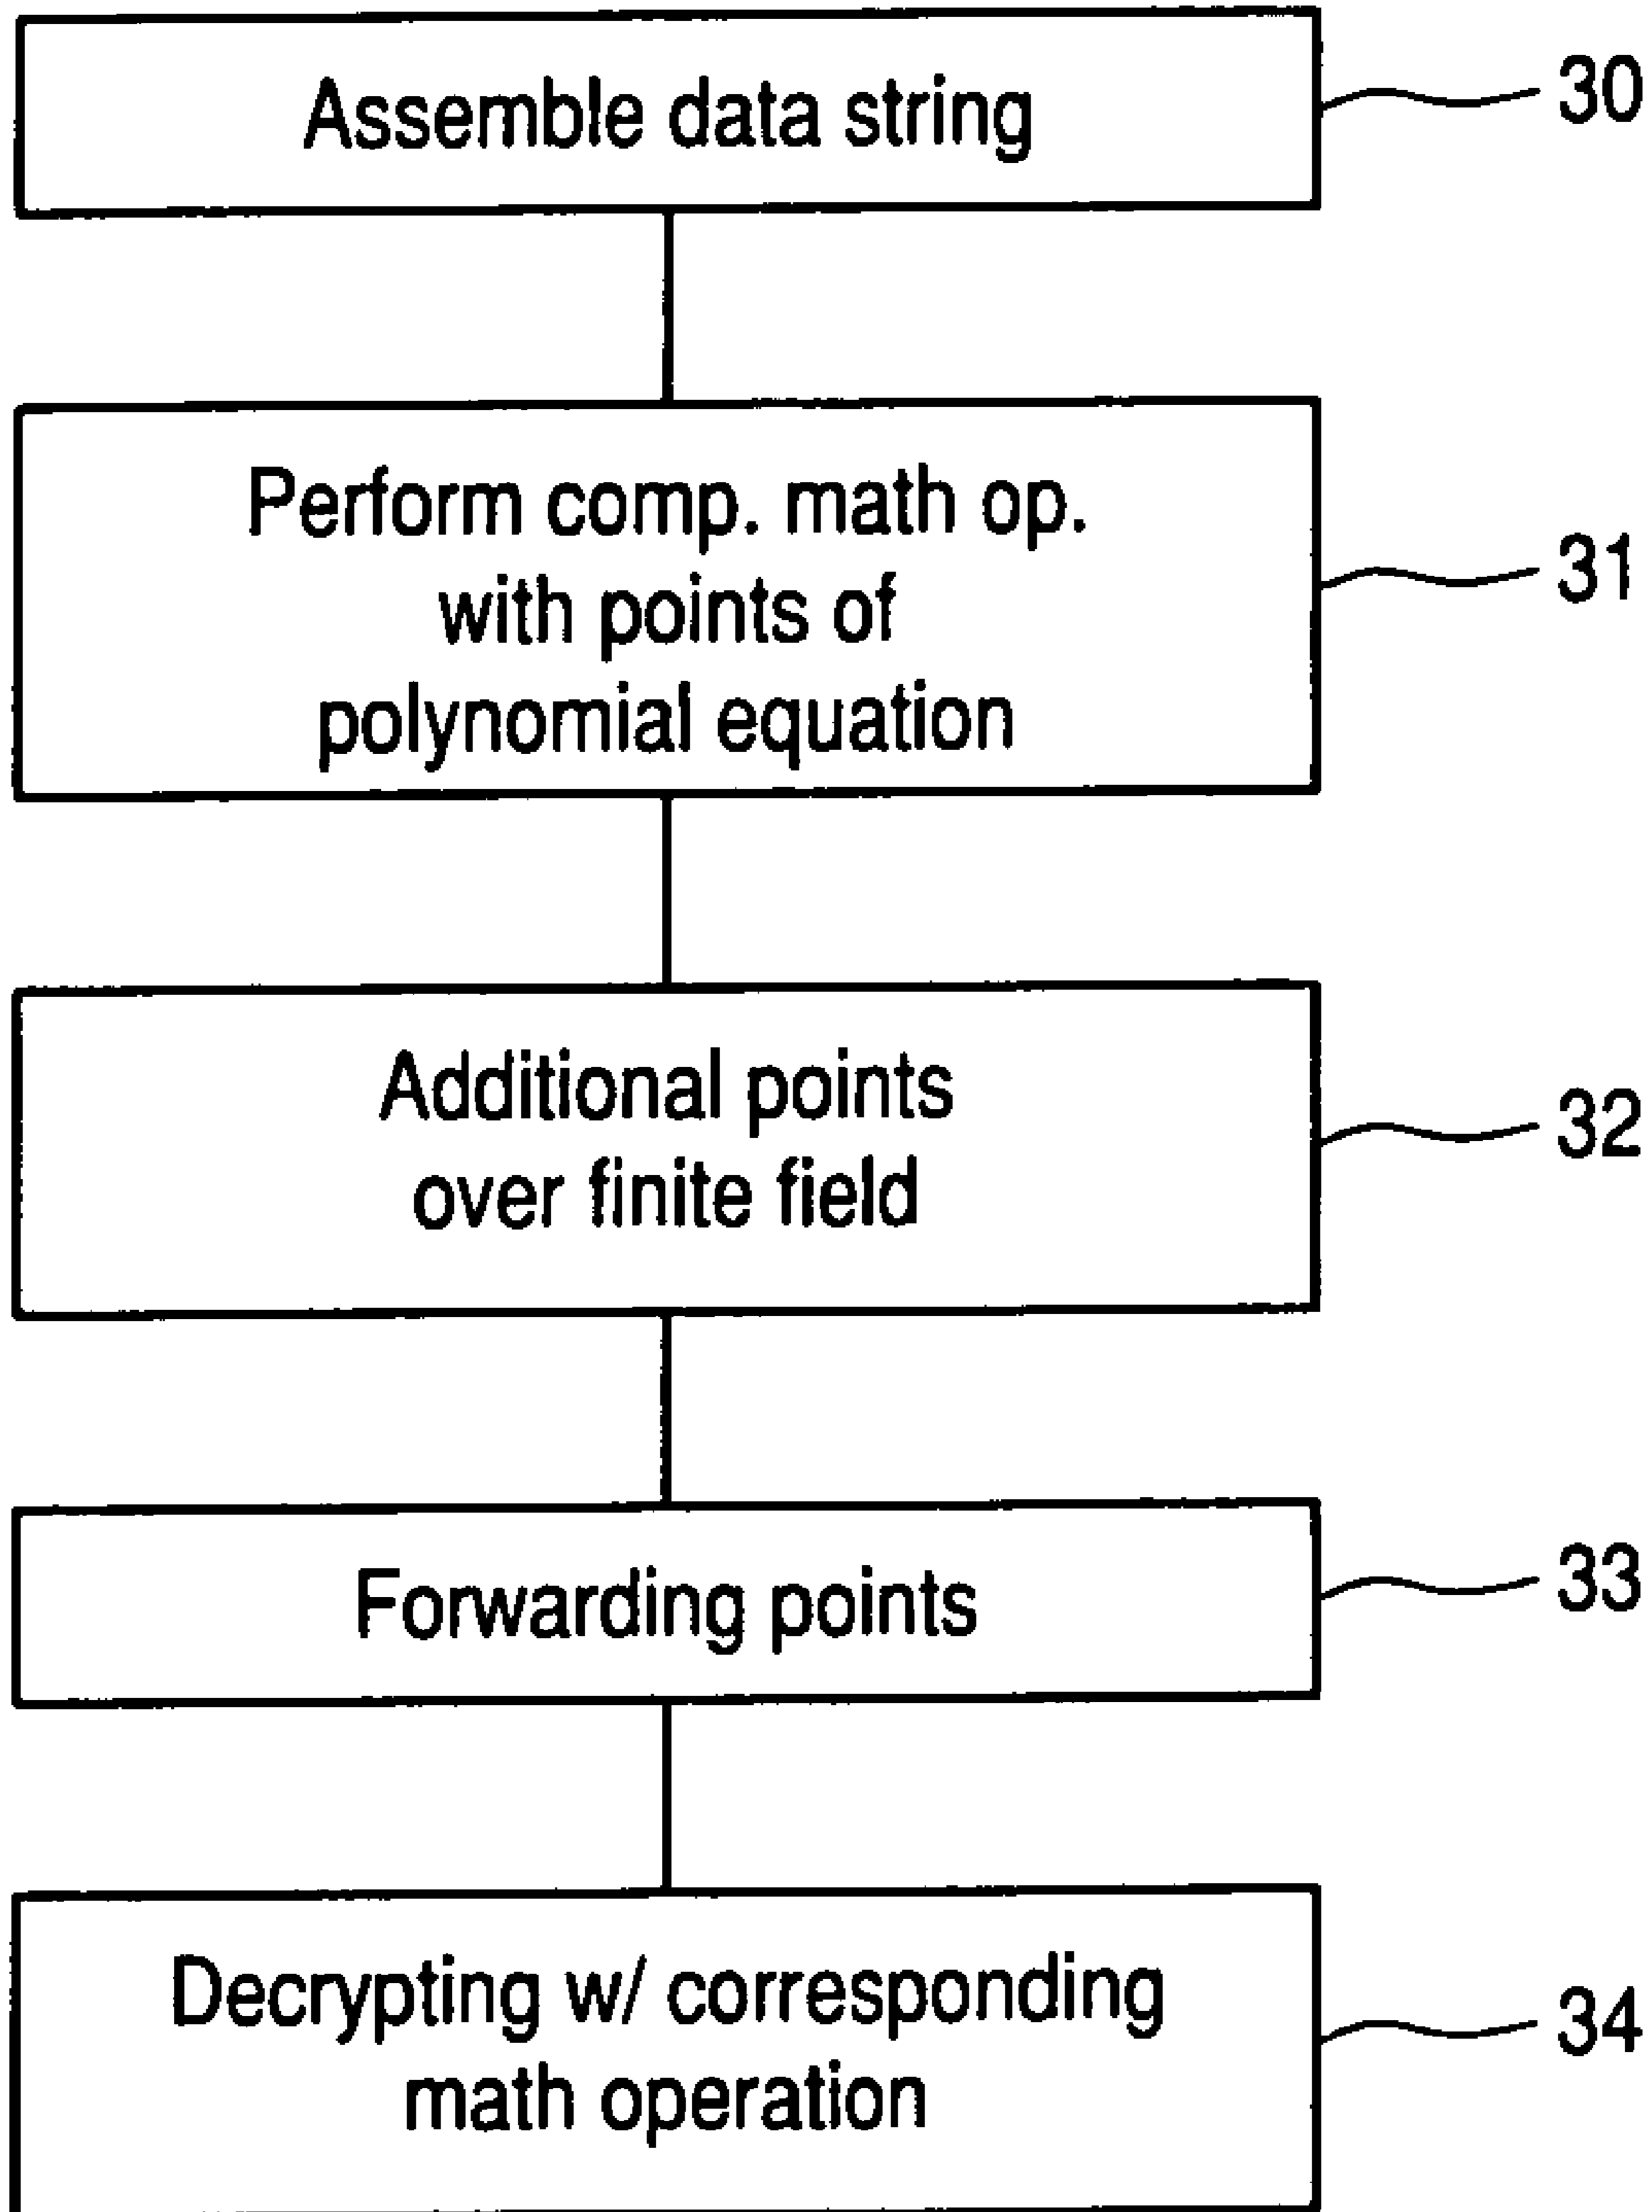 Assemble data string
30
Perform comp. math op.
with points of
polynomial equation
31
Additional points
over finite field
32
Forwarding points
33
Decrypting w/ corresponding
math operation
34